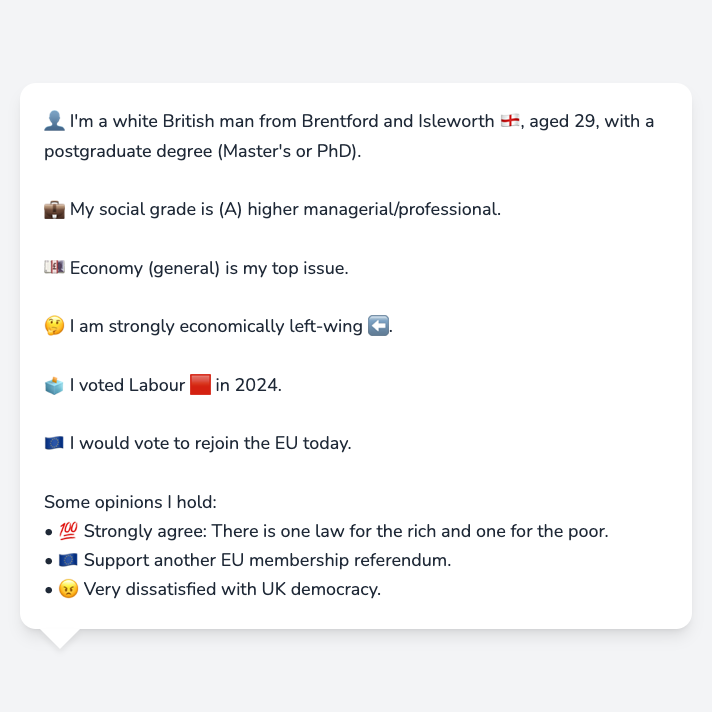 👤 I'm a white British man from Brentford and Isleworth 🏴󠁧󠁢󠁥󠁮󠁧󠁿, aged 29, with a
postgraduate degree (Master's or PhD).
💼 My social grade is (A) higher managerial/professional.
💷 Economy (general) is my top issue.
🤔 I am strongly economically left-wing ⬅️.
🗳️ I voted Labour 🟥 in 2024.
🇪🇺 I would vote to rejoin the EU today.
Some opinions I hold:
• 💯 Strongly agree: There is one law for the rich and one for the poor.
• 🇪🇺 Support another EU membership referendum.
• 😠 Very dissatisfied with UK democracy.